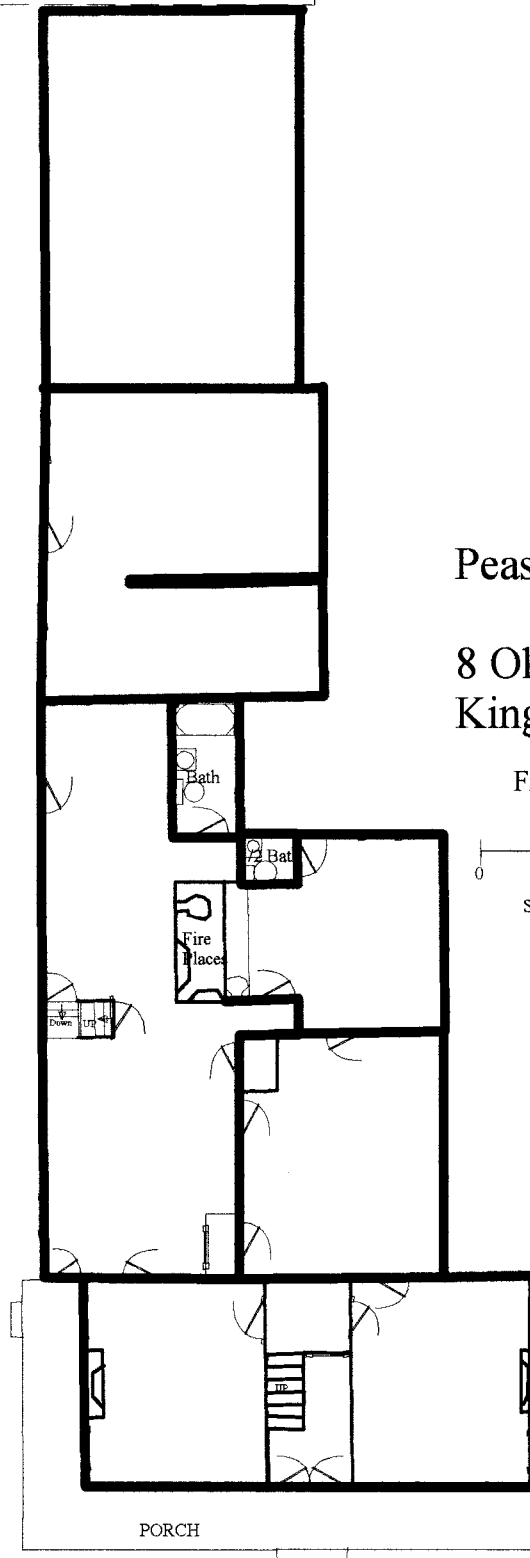 Peas
8 Ol
King
F
0
S
Bath
1/2 Bat
Fire
Places
Down
UP
UP
PORCH